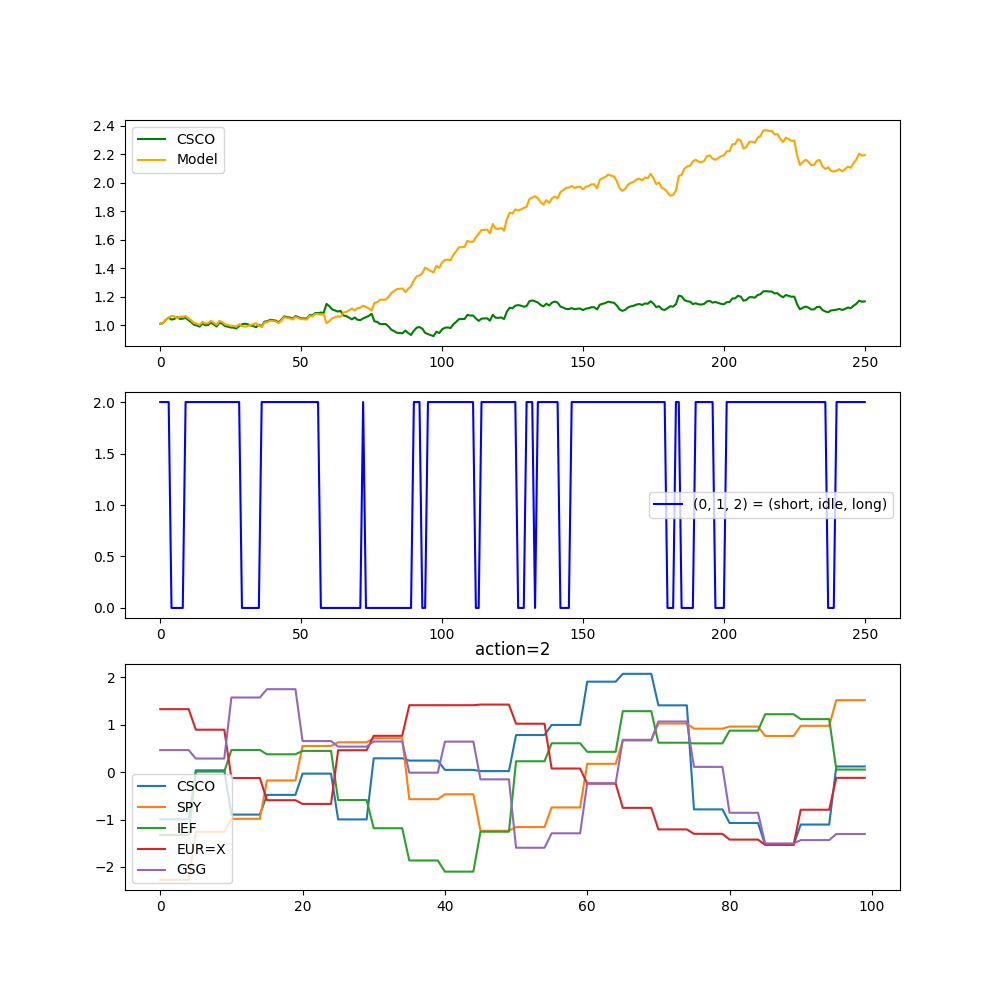 2.4
2.2
2.0
1.8
1.6
1.4
1.2
1.0
CSCO
Model
0 50 100 150 200 250
2.0
1.5
1.0
0.5
0.0
(0, 1, 2) = (short, idle, long)
0 50 100 150 200 250
action=2
2
1
0
−1
−2
CSCO
SPY
IEF
EUR=X
GSG
0 20 40 60 80 100